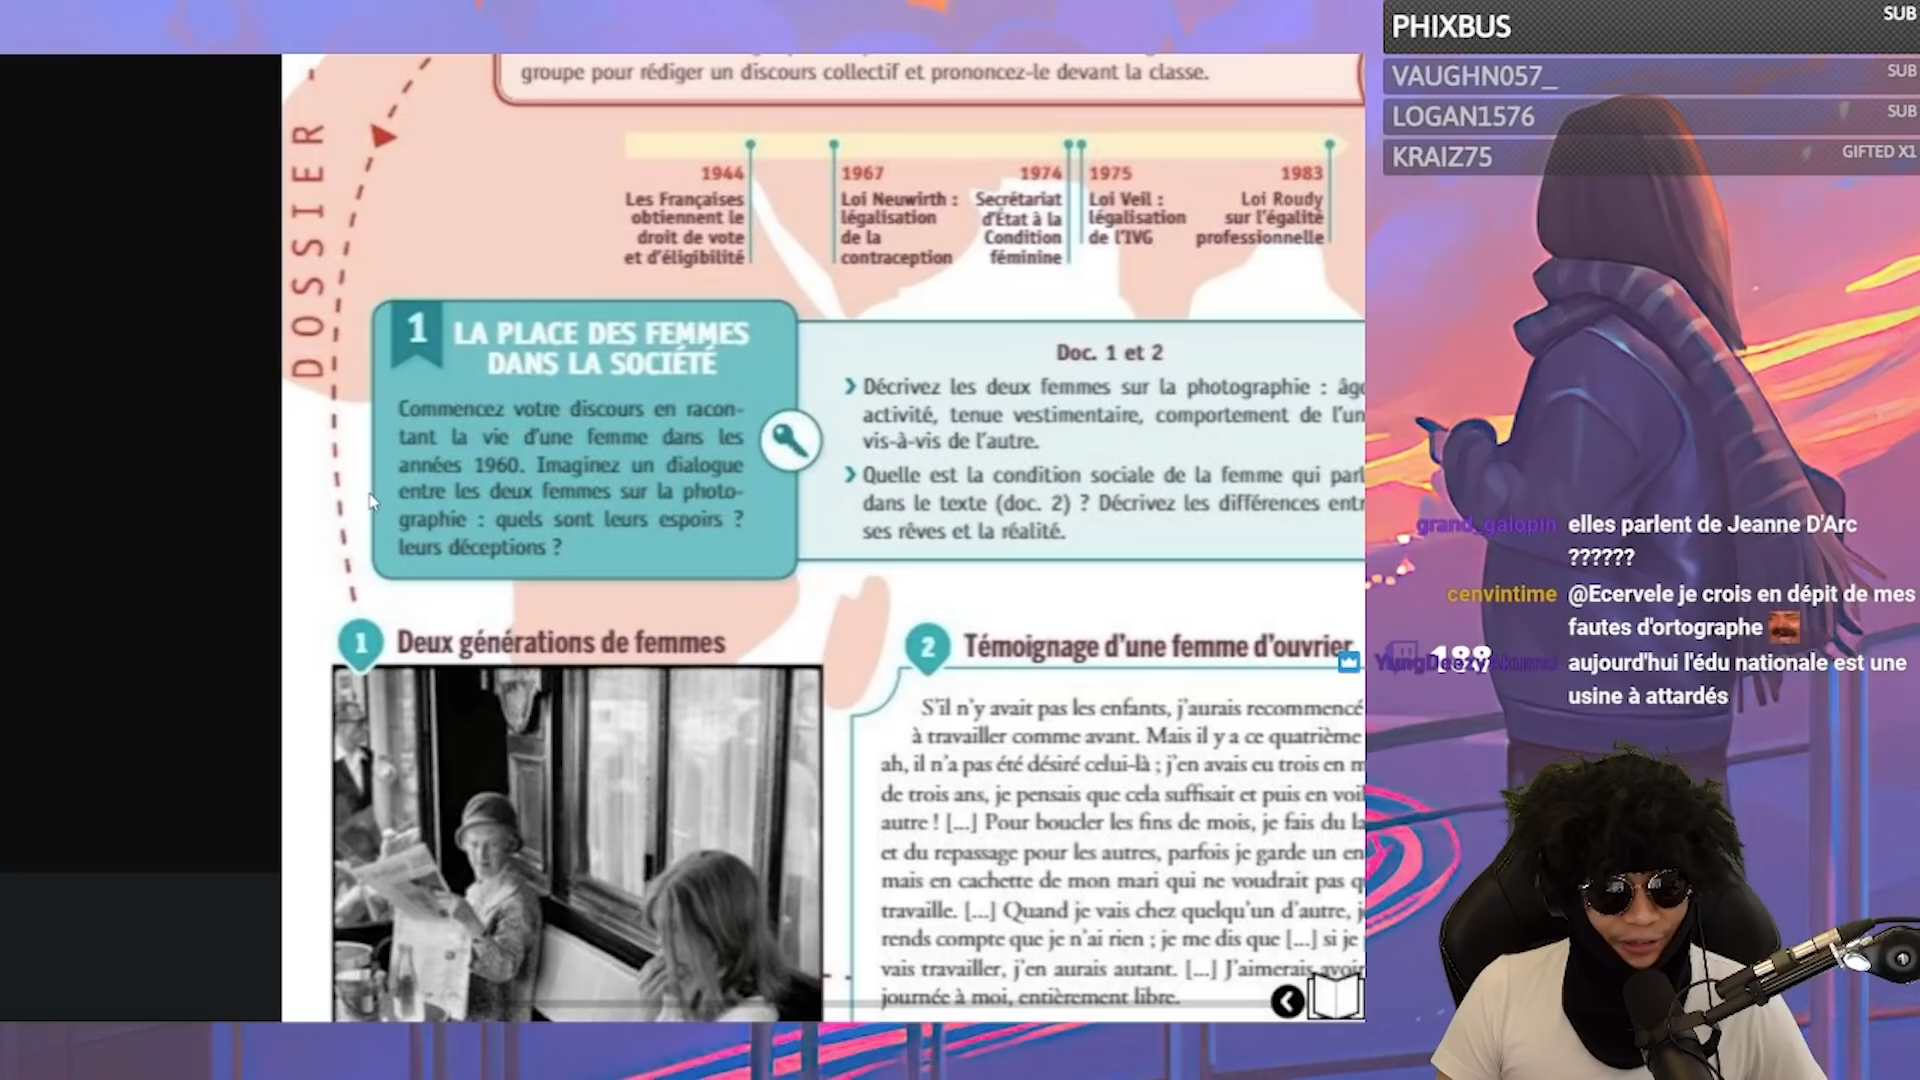 groupe pour rédiger un discours collectif et prononcez-le devant la classe.
DOSSIER
1944
Les Françaises
obtiennent le
droit de vote
et d'éligibilité
1967
Loi Neuwirth :
légalisation
de la
contraception
1974
Secrétariat
d'État à la
Condition
féminine
1975
Loi Veil :
légalisation
de l'IVG
1983
Loi Roudy
sur l'égalité
professionnelle
1
LA PLACE DES FEMMES
DANS LA SOCIÉTÉ
Commencez votre discours en racon-
tant la vie d'une femme dans les
années 1960. Imaginez un dialogue
entre les deux femmes sur la photo-
graphie : quels sont leurs espoirs ?
leurs déceptions ?
Doc. 1 et 2
Décrivez les deux femmes sur la photographie : âg
activité, tenue vestimentaire, comportement de l'un
vis-à-vis de l'autre.
Quelle est la condition sociale de la femme qui parl
dans le texte (doc. 2) ? Décrivez les différences entr
ses rêves et la réalité.
1 Deux générations de femmes
2 Témoignage d'une femme d'ouvrier
S'il n'y avait pas les enfants, j'aurais recommencé
à travailler comme avant. Mais il y a ce quatrième
ah, il n'a pas été désiré celui-là ; j'en avais eu trois en m
de trois ans, je pensais que cela suffisait et puis en voil
autre ! [...] Pour boucler les fins de mois, je fais du la
et du repassage pour les autres, parfois je garde un en
mais en cachette de mon mari qui ne voudrait pas q
travaille. [...] Quand je vais chez quelqu'un d'autre, j
rends compte que je n'ai rien ; je me dis que [...] si je
vais travailler, j'en aurais autant. [...] J'aimerais avoir
journée à moi, entièrement libre.
PHIXBUS SUB
VAUGHN057_ SUB
LOGAN1576 SUB
KRAIZ75 GIFTED X1
grand_galopin elles parlent de Jeanne D'Arc
??????
cenvintime @Ecervele je crois en dépit de mes
fautes d'ortographe
188
aujourd'hui l'édu nationale est une
usine à attardés